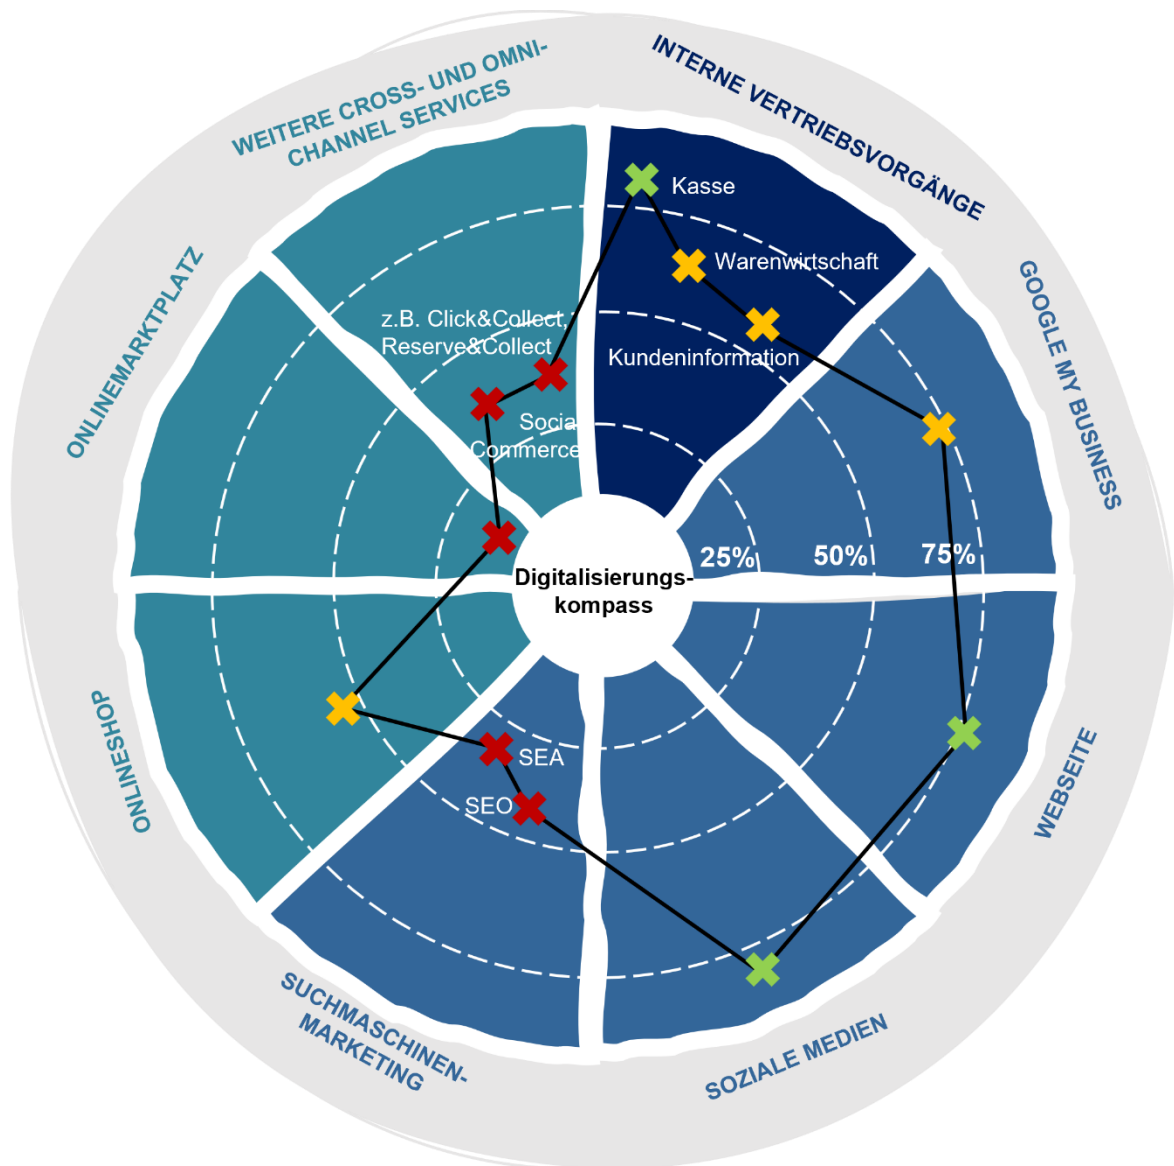 WEITERE CROSS- UND OMNI-
CHANNEL SERVICES
INTERNE VERTRIEBSVORGÄNGE
Kasse
Warenwirtschaft
Kundeninformation
z.B. Click&Collect,
Reserve&Collect
Social
Commerce
ONLINEMARKTPLATZ
GOOGLE MY BUSINESS
25%
50%
75%
Digitalisierungs-
kompass
ONLINESHOP
WEBSEITE
SEA
SEO
SUCHMASCHINEN-
MARKETING
SOZIALE MEDIEN